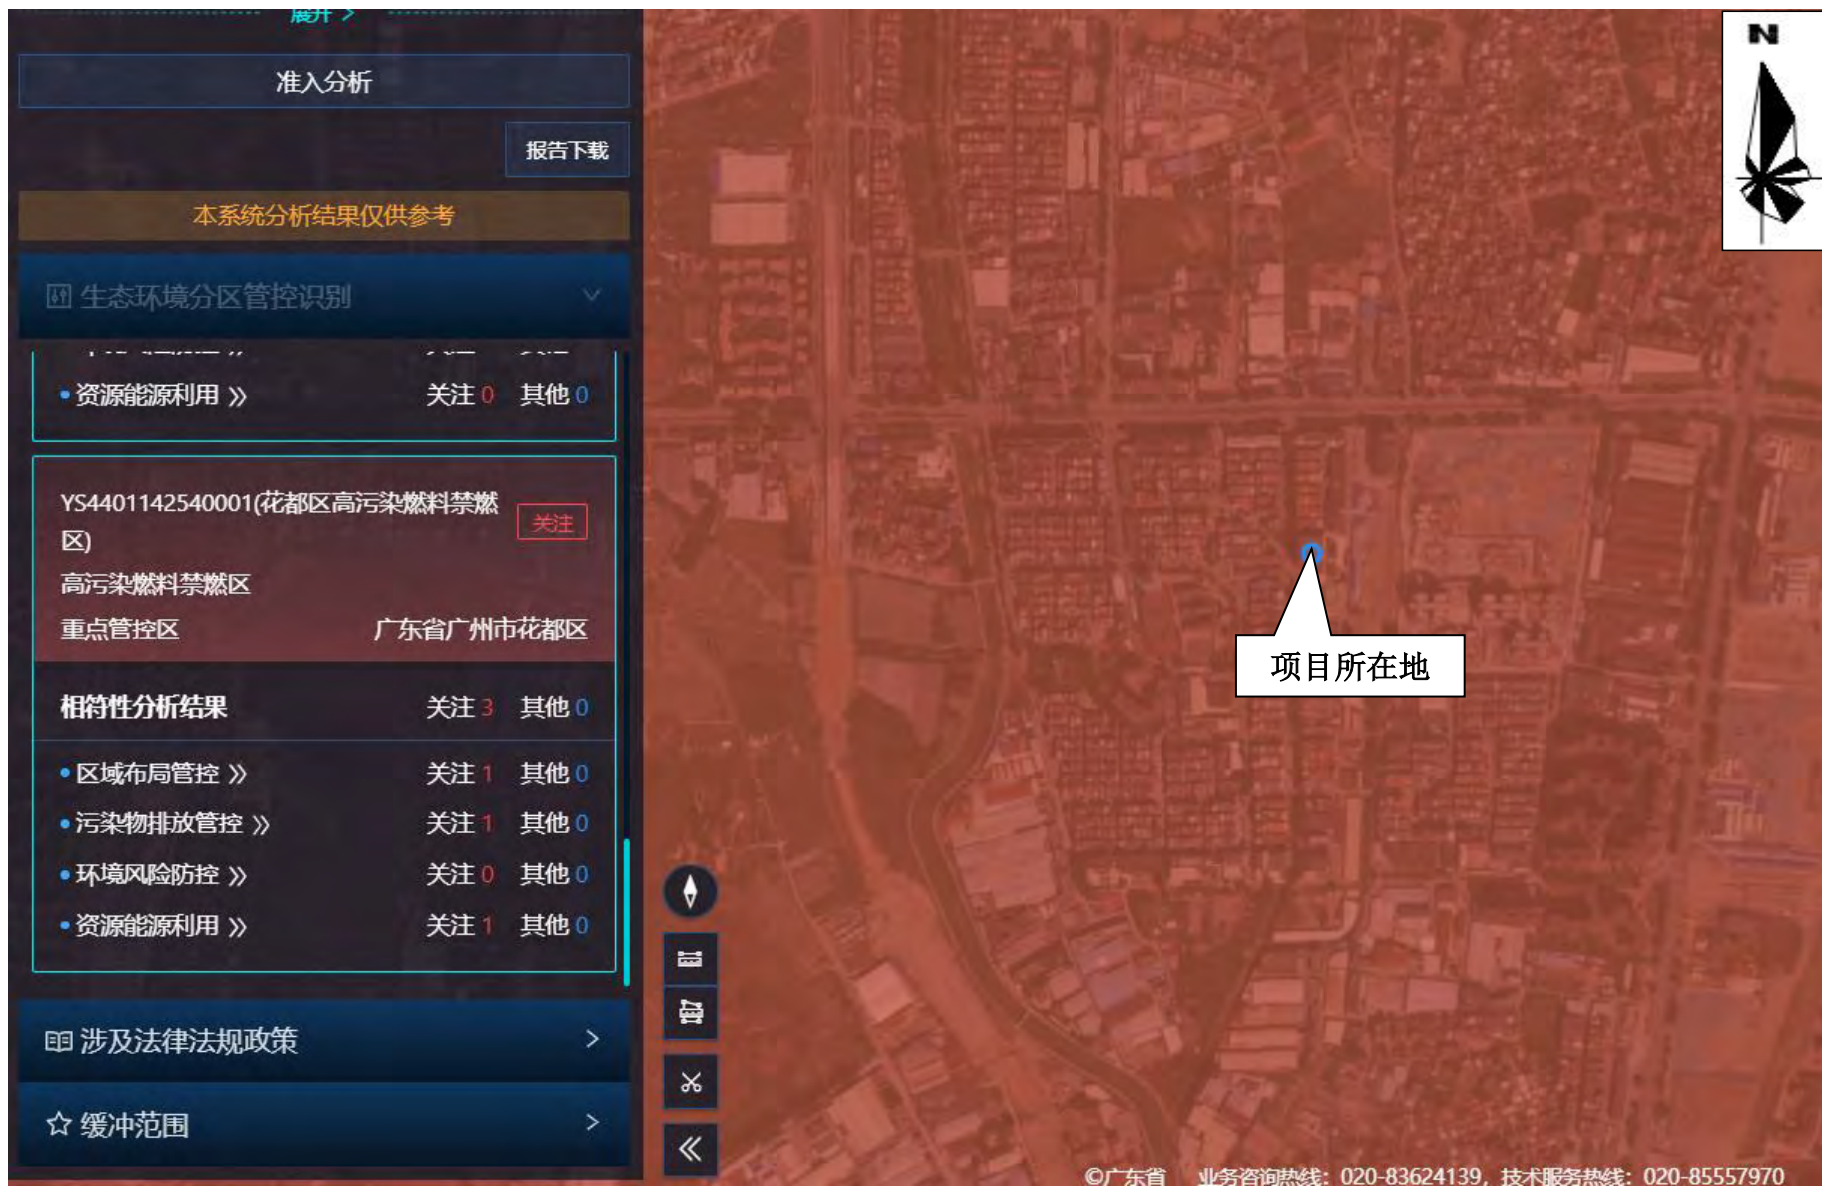 展开 >
准入分析
报告下载
本系统分析结果仅供参考
生态环境分区管控识别
资源能源利用 》 关注 0 其他 0
YS4401142540001(花都区高污染燃料禁燃
区)
关注
高污染燃料禁燃区
重点管控区 广东省广州市花都区
相符性分析结果 关注 3 其他 0
区域布局管控 》 关注 1 其他 0
污染物排放管控 》 关注 1 其他 0
环境风险防控 》 关注 0 其他 0
资源能源利用 》 关注 1 其他 0
涉及法律法规政策 >
缓冲范围 >
N
项目所在地
©广东省 业务咨询热线：020-83624139，技术服务热线：020-85557970